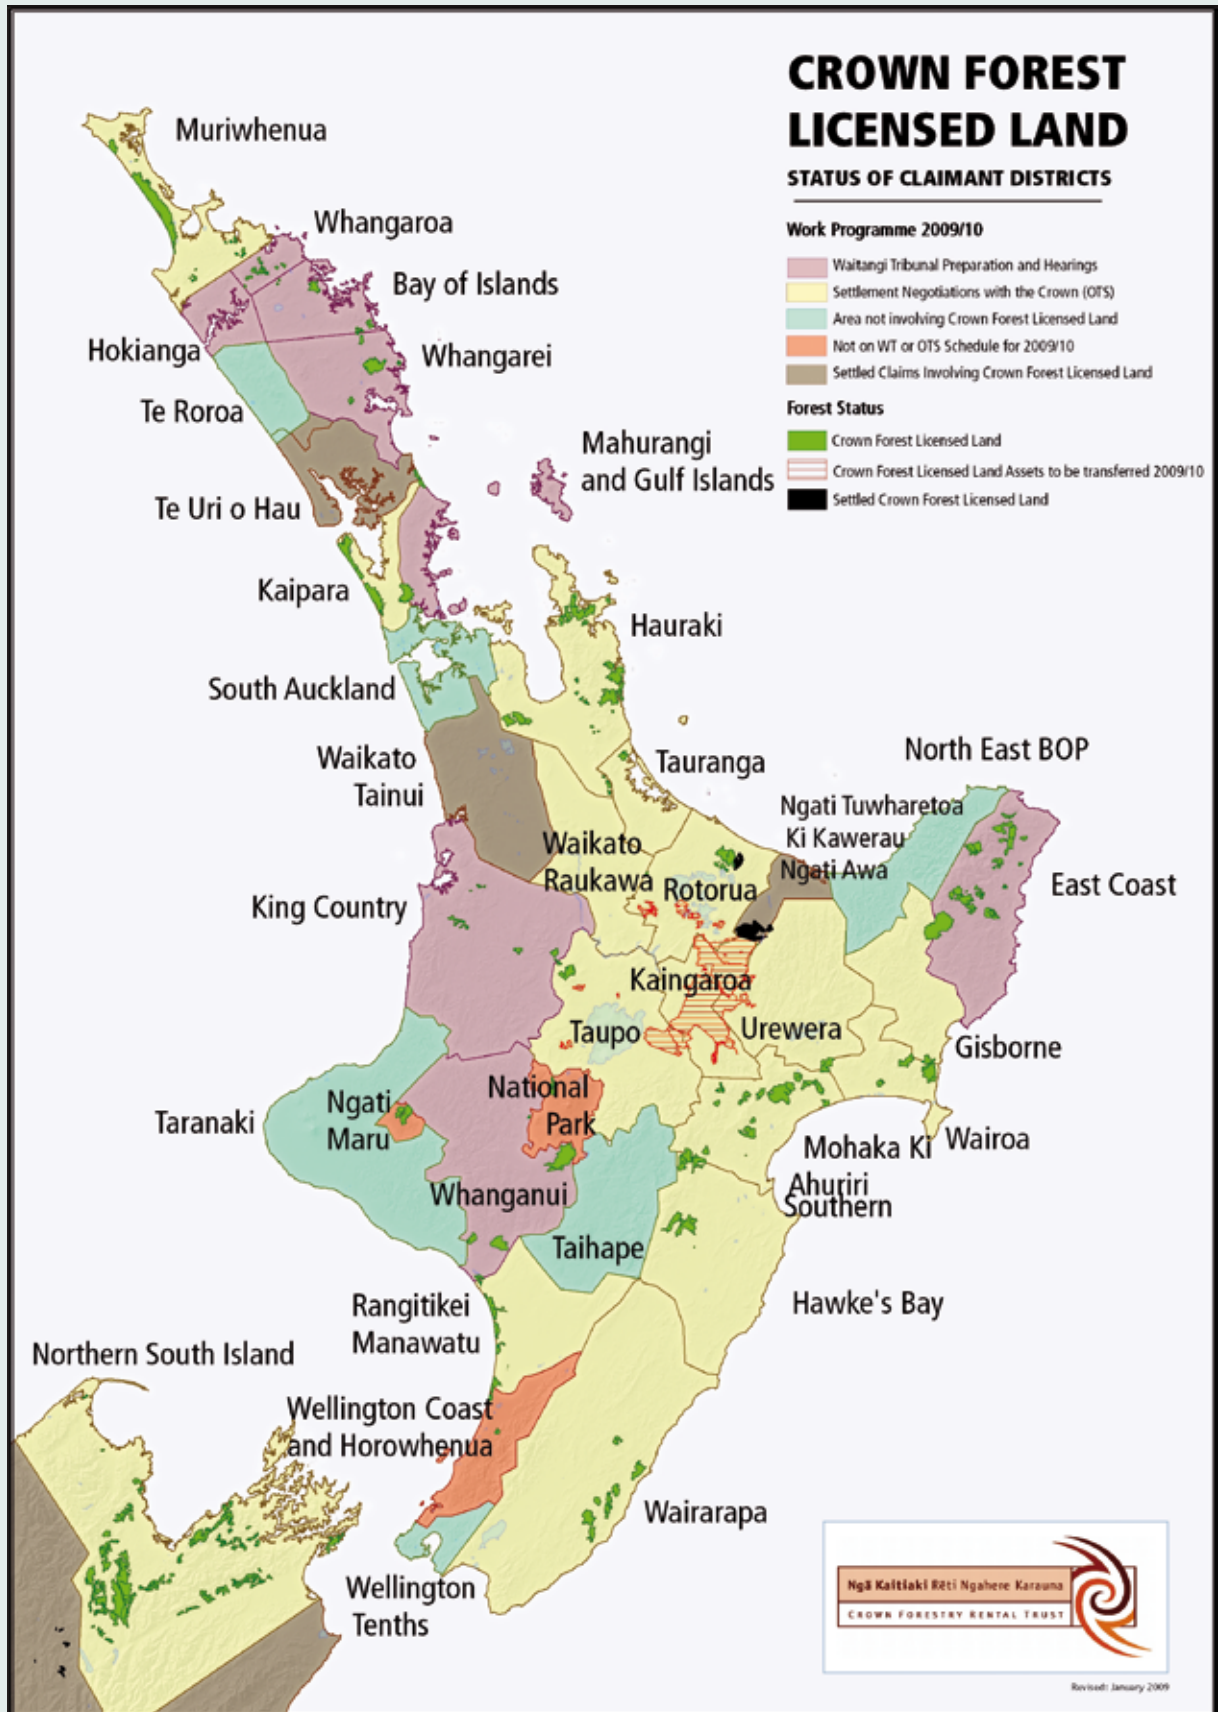 CROWN FOREST
LICENSED LAND
STATUS OF CLAIMANT DISTRICTS
Work Programme 2009/10
Waitangi Tribunal Preparation and Hearings
Settlement Negotiations with the Crown (OTS)
Area not involving Crown Forest Licensed Land
Not on WT or OTS Schedule for 2009/10
Settled Claims Involving Crown Forest Licensed Land
Forest Status
Crown Forest Licensed Land
Crown Forest Licensed Land Assets to be transferred 2009/10
Settled Crown Forest Licensed Land
Muriwhenua
Whangaroa
Bay of Islands
Hokianga
Whangarei
Te Roroa
Mahurangi
and Gulf Islands
Te Uri o Hau
Kaipara
Hauraki
South Auckland
Waikato
Tainui
Tauranga
North East BOP
Ngati Tuwharetoa
Ki Kawerau
Ngati Awa
Waikato
Raukawa
Rotorua
East Coast
King Country
Kaingaroa
Taupo
Urewera
Gisborne
National
Park
Ngati
Maru
Taranaki
Mohaka Ki
Ahuriri
Wairoa
Southern
Whanganui
Taihape
Hawke's Bay
Rangitikei
Manawatu
Northern South Island
Wellington Coast
and Horowhenua
Wairarapa
Wellington
Tenths
Ngā Kaitiaki Rēti Ngahere Karauna
CROWN FORESTRY RENTAL TRUST
Revised: January 2009